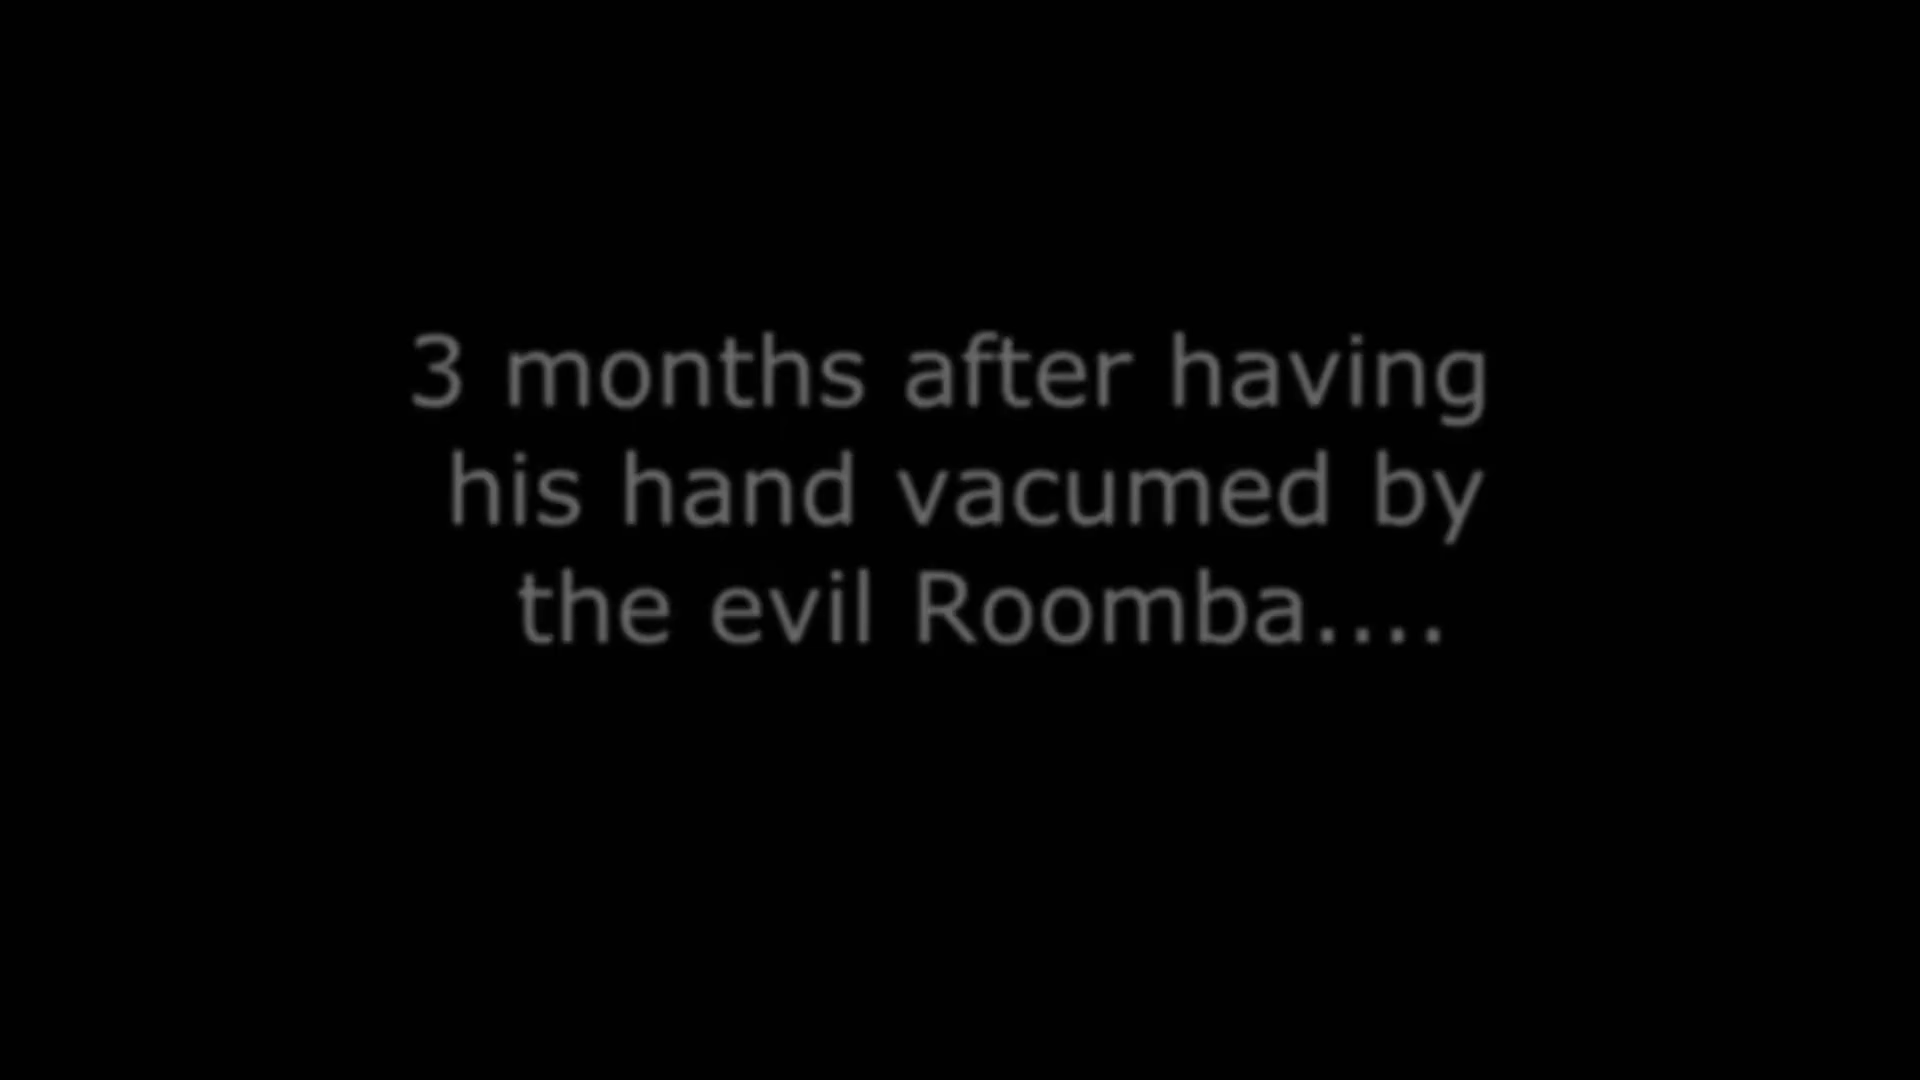 3 months after having
his hand vacumed by
the evil Roomba....